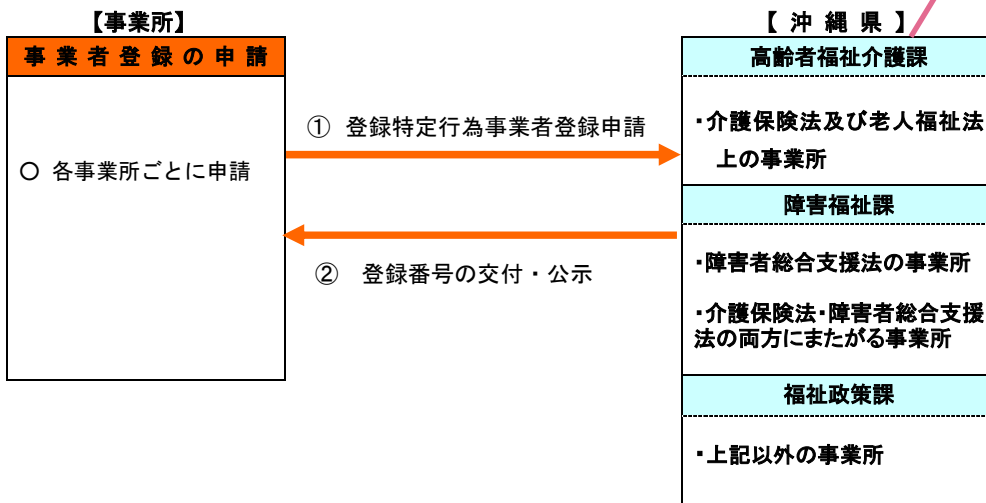 【事業所】
事業者登録の申請
○ 各事業所ごとに申請
① 登録特定行為事業者登録申請
② 登録番号の交付・公示
【沖縄県】
高齢者福祉介護課
・介護保険法及び老人福祉法
上の事業所
障害福祉課
・障害者総合支援法の事業所
・介護保険法・障害者総合支援
法の両方にまたがる事業所
福祉政策課
・上記以外の事業所